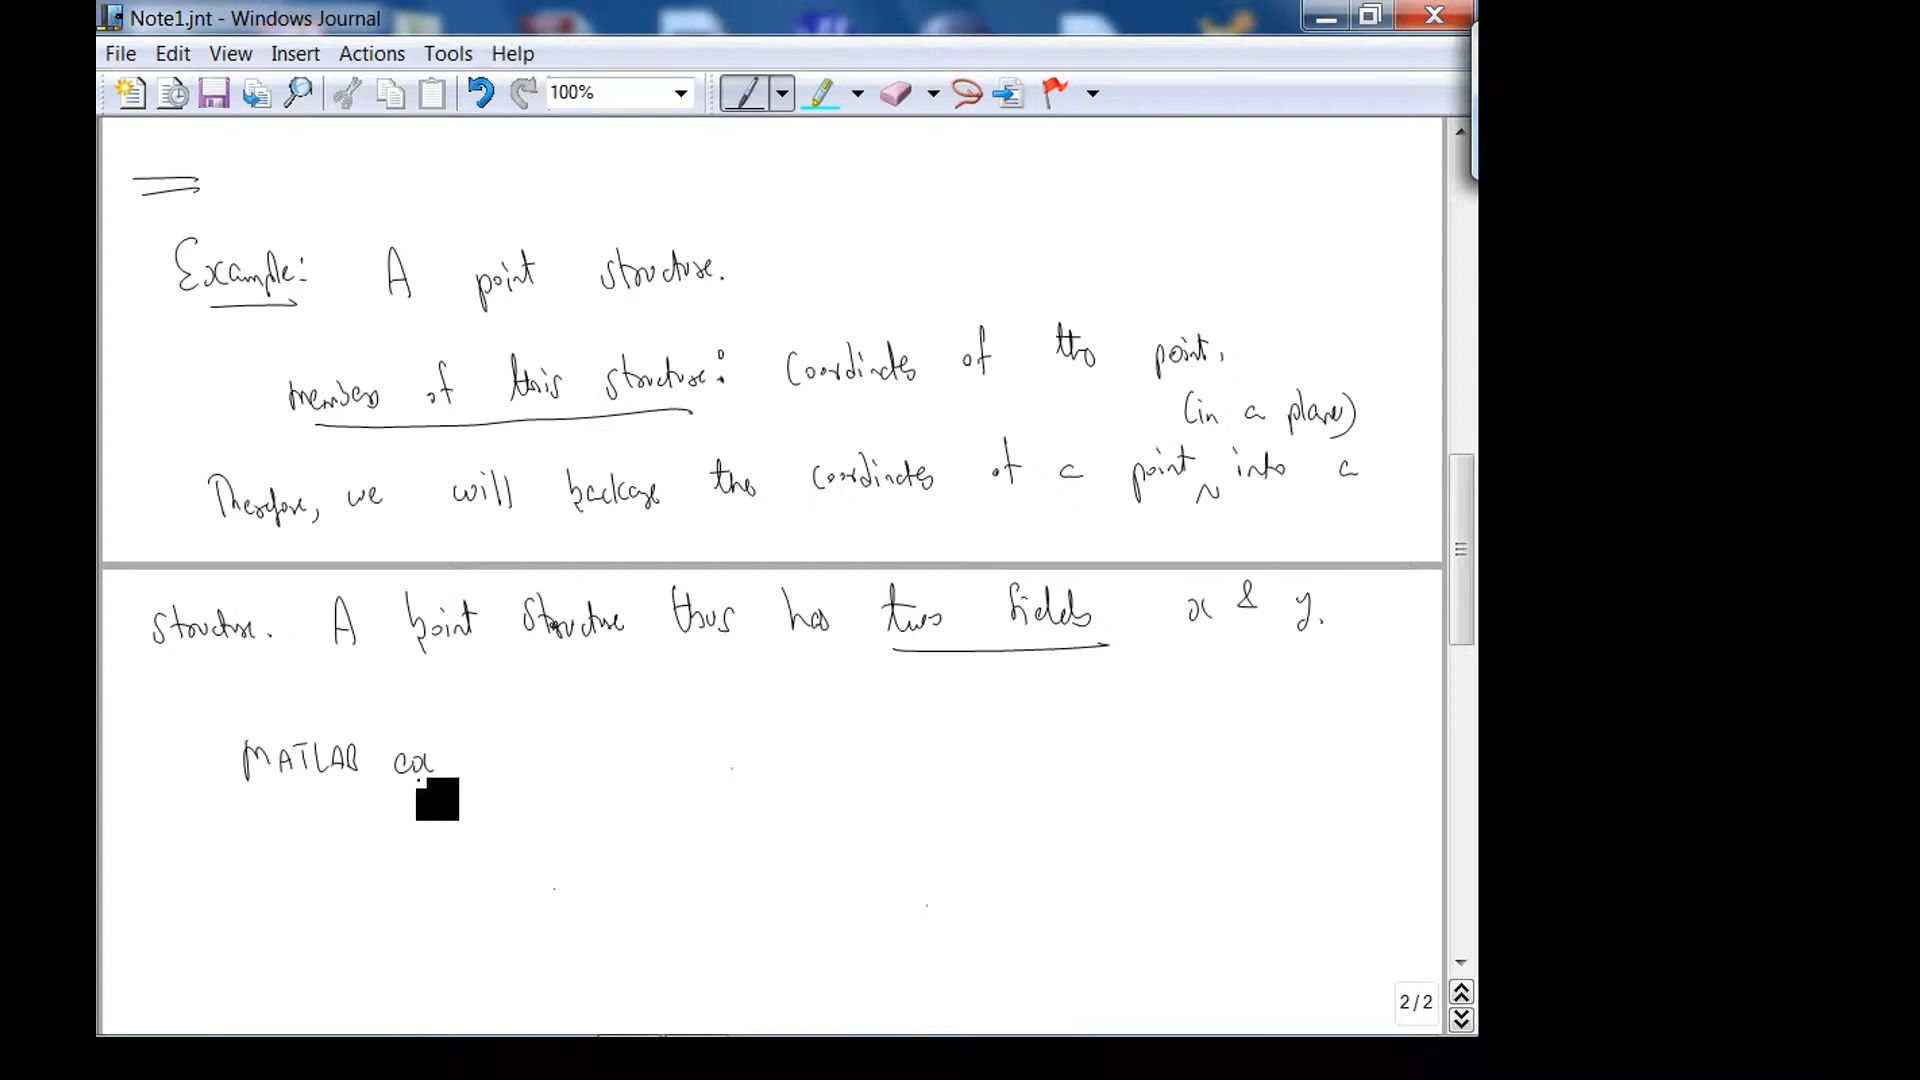 Note1.jnt - Windows Journal
File Edit View Insert Actions Tools Help
100%
Example: A point structure.
members of this structure: Coordinates of the point.
(in a plane)
Therefore, we will package the coordinates of a point into a
structure. A point structure thus has two fields x & y.
MATLAB co
2 / 2